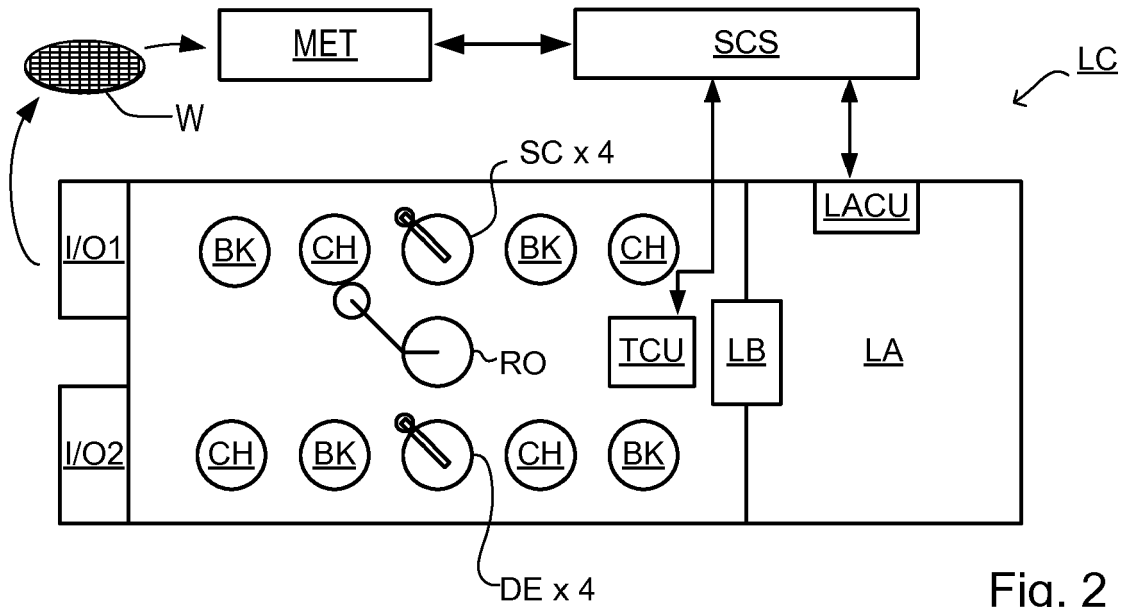 MET
SCS
LC
W
SC x 4
LACU
I/O1
BK
CH
BK
CH
RO
TCU
LB
LA
I/O2
CH
BK
CH
BK
DE x 4
Fig. 2